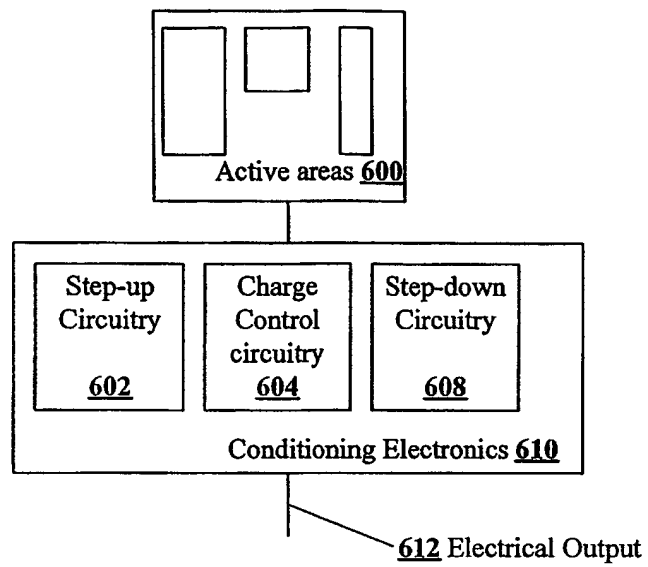 Active areas 600
Step-up
Circuitry
602
Charge
Control
circuitry
604
Step-down
Circuitry
608
Conditioning Electronics 610
612 Electrical Output